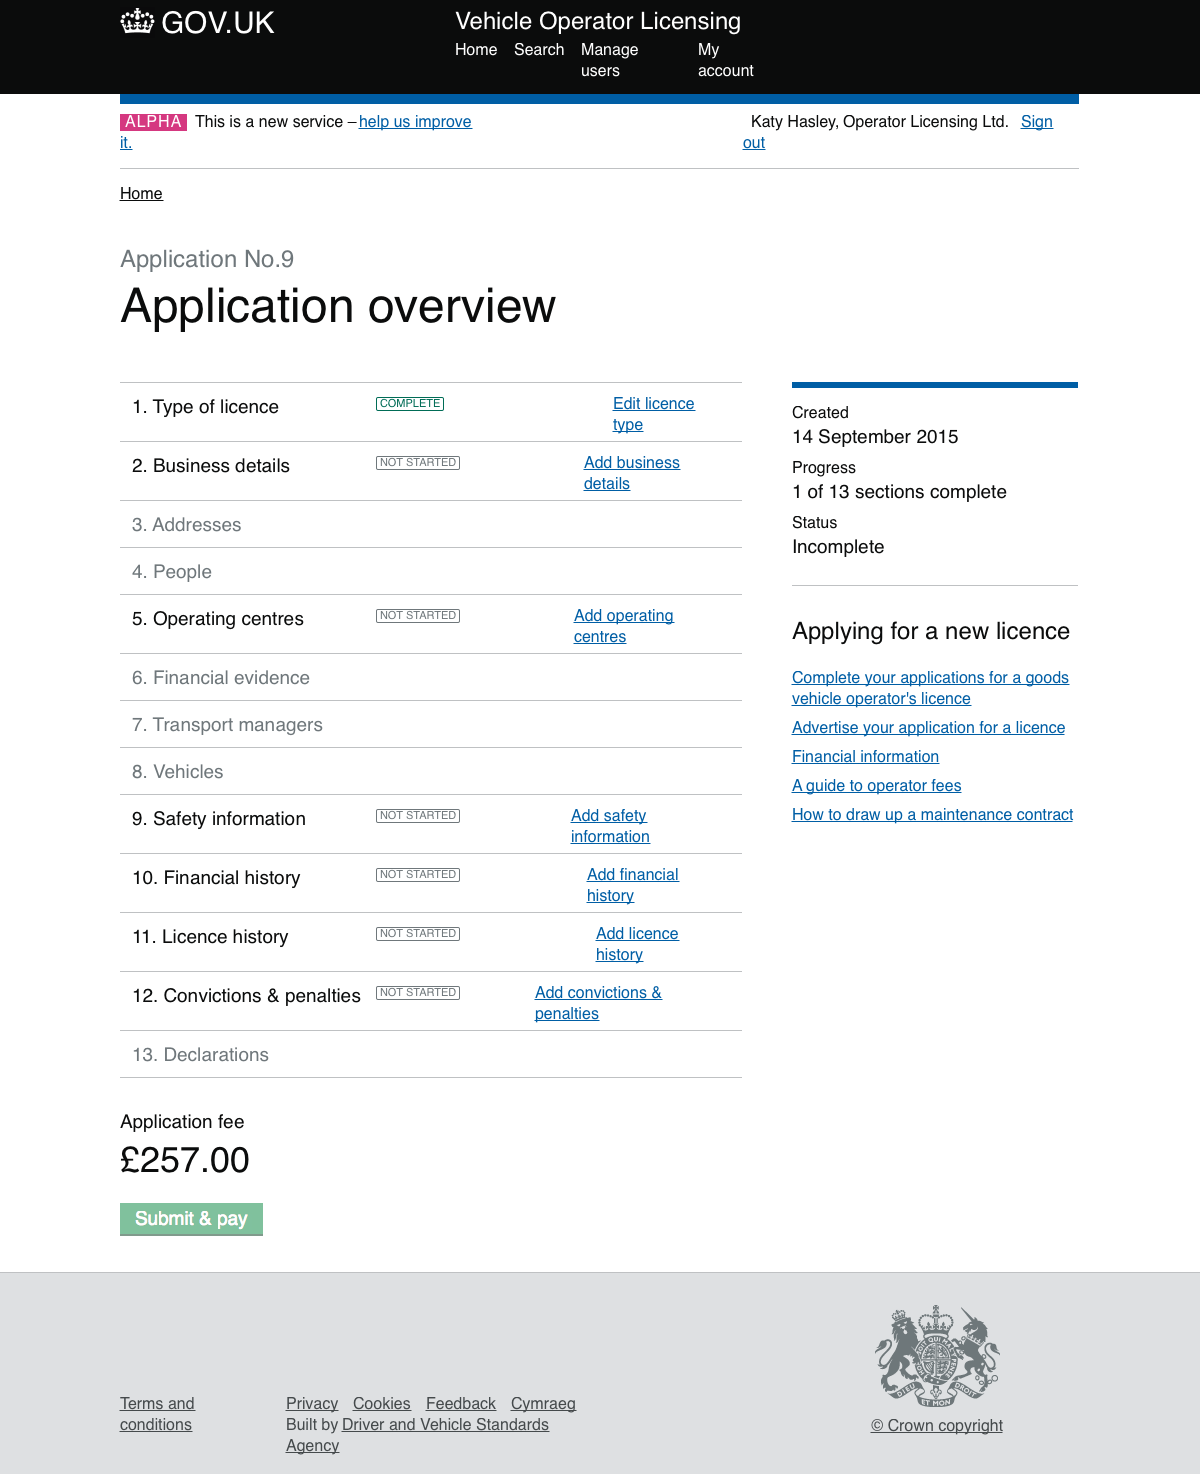 GOV.UK
Vehicle Operator Licensing
Home Search Manage users My account
ALPHA This is a new service – help us improve it.
Katy Hasley, Operator Licensing Ltd. Sign out
Home
Application No.9
Application overview
1. Type of licence COMPLETE Edit licence type
2. Business details NOT STARTED Add business details
3. Addresses
4. People
5. Operating centres NOT STARTED Add operating centres
6. Financial evidence
7. Transport managers
8. Vehicles
9. Safety information NOT STARTED Add safety information
10. Financial history NOT STARTED Add financial history
11. Licence history NOT STARTED Add licence history
12. Convictions & penalties NOT STARTED Add convictions & penalties
13. Declarations
Application fee
£257.00
Submit & pay
Created
14 September 2015
Progress
1 of 13 sections complete
Status
Incomplete
Applying for a new licence
Complete your applications for a goods
vehicle operator's licence
Advertise your application for a licence
Financial information
A guide to operator fees
How to draw up a maintenance contract
Terms and conditions
Privacy Cookies Feedback Cymraeg
Built by Driver and Vehicle Standards
Agency
© Crown copyright